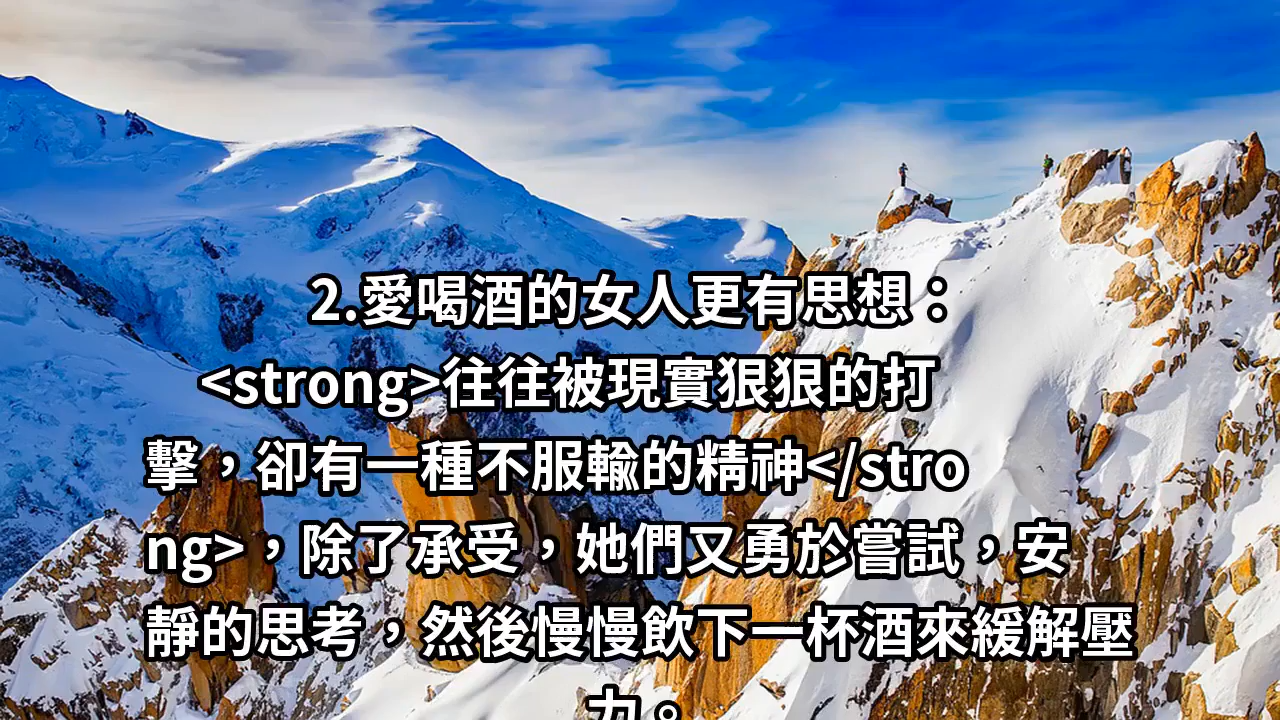 2.愛喝酒的女人更有思想：
<strong>往往被現實狠狠的打
擊，卻有一種不服輸的精神</stro
ng>，除了承受，她們又勇於嘗試，安
靜的思考，然後慢慢飲下一杯酒來緩解壓
力。